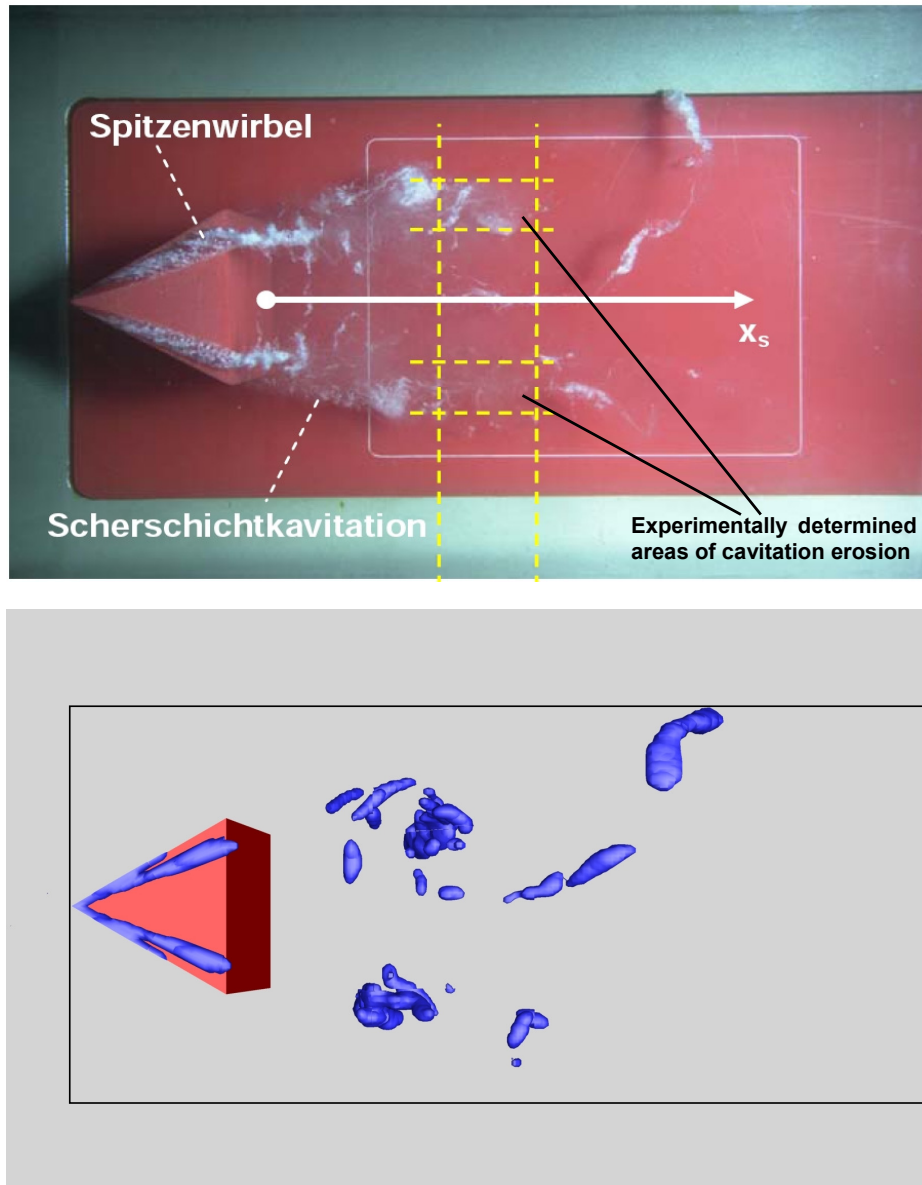 Spitzenwirbel
x_s
Scherschichtkavitation
Experimentally determined
areas of cavitation erosion